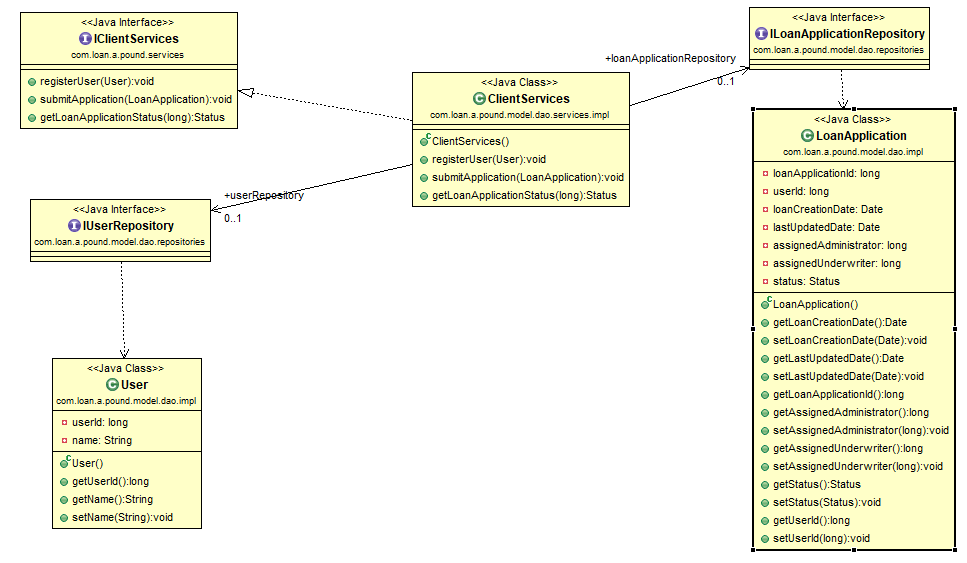 <<Java Interface>>
I IClientServices
com.loan.a.pound.services
registerUser(User):void
submitApplication(LoanApplication):void
getLoanApplicationStatus(long):Status
<<Java Class>>
C ClientServices
com.loan.a.pound.model.dao.services.impl
C ClientServices()
registerUser(User):void
submitApplication(LoanApplication):void
getLoanApplicationStatus(long):Status
+loanApplicationRepository
0..1
<<Java Interface>>
I ILoanApplicationRepository
com.loan.a.pound.model.dao.repositories
+userRepository
0..1
<<Java Interface>>
I IUserRepository
com.loan.a.pound.model.dao.repositories
<<Java Class>>
C User
com.loan.a.pound.model.dao.impl
userId: long
name: String
C User()
getUserId():long
getName():String
setName(String):void
<<Java Class>>
C LoanApplication
com.loan.a.pound.model.dao.impl
loanApplicationId: long
userId: long
loanCreationDate: Date
lastUpdatedDate: Date
assignedAdministrator: long
assignedUnderwriter: long
status: Status
C LoanApplication()
getLoanCreationDate():Date
setLoanCreationDate(Date):void
getLastUpdatedDate():Date
setLastUpdatedDate(Date):void
getLoanApplicationId():long
getAssignedAdministrator():long
setAssignedAdministrator(long):void
getAssignedUnderwriter():long
setAssignedUnderwriter(long):void
getStatus():Status
setStatus(Status):void
getUserId():long
setUserId(long):void